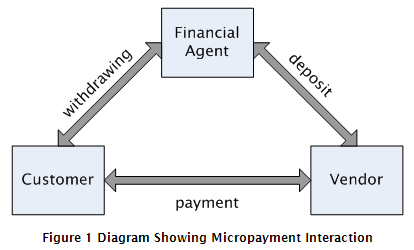 Financial
Agent
withdrawing
deposit
Customer
Vendor
payment
Figure 1 Diagram Showing Micropayment Interaction